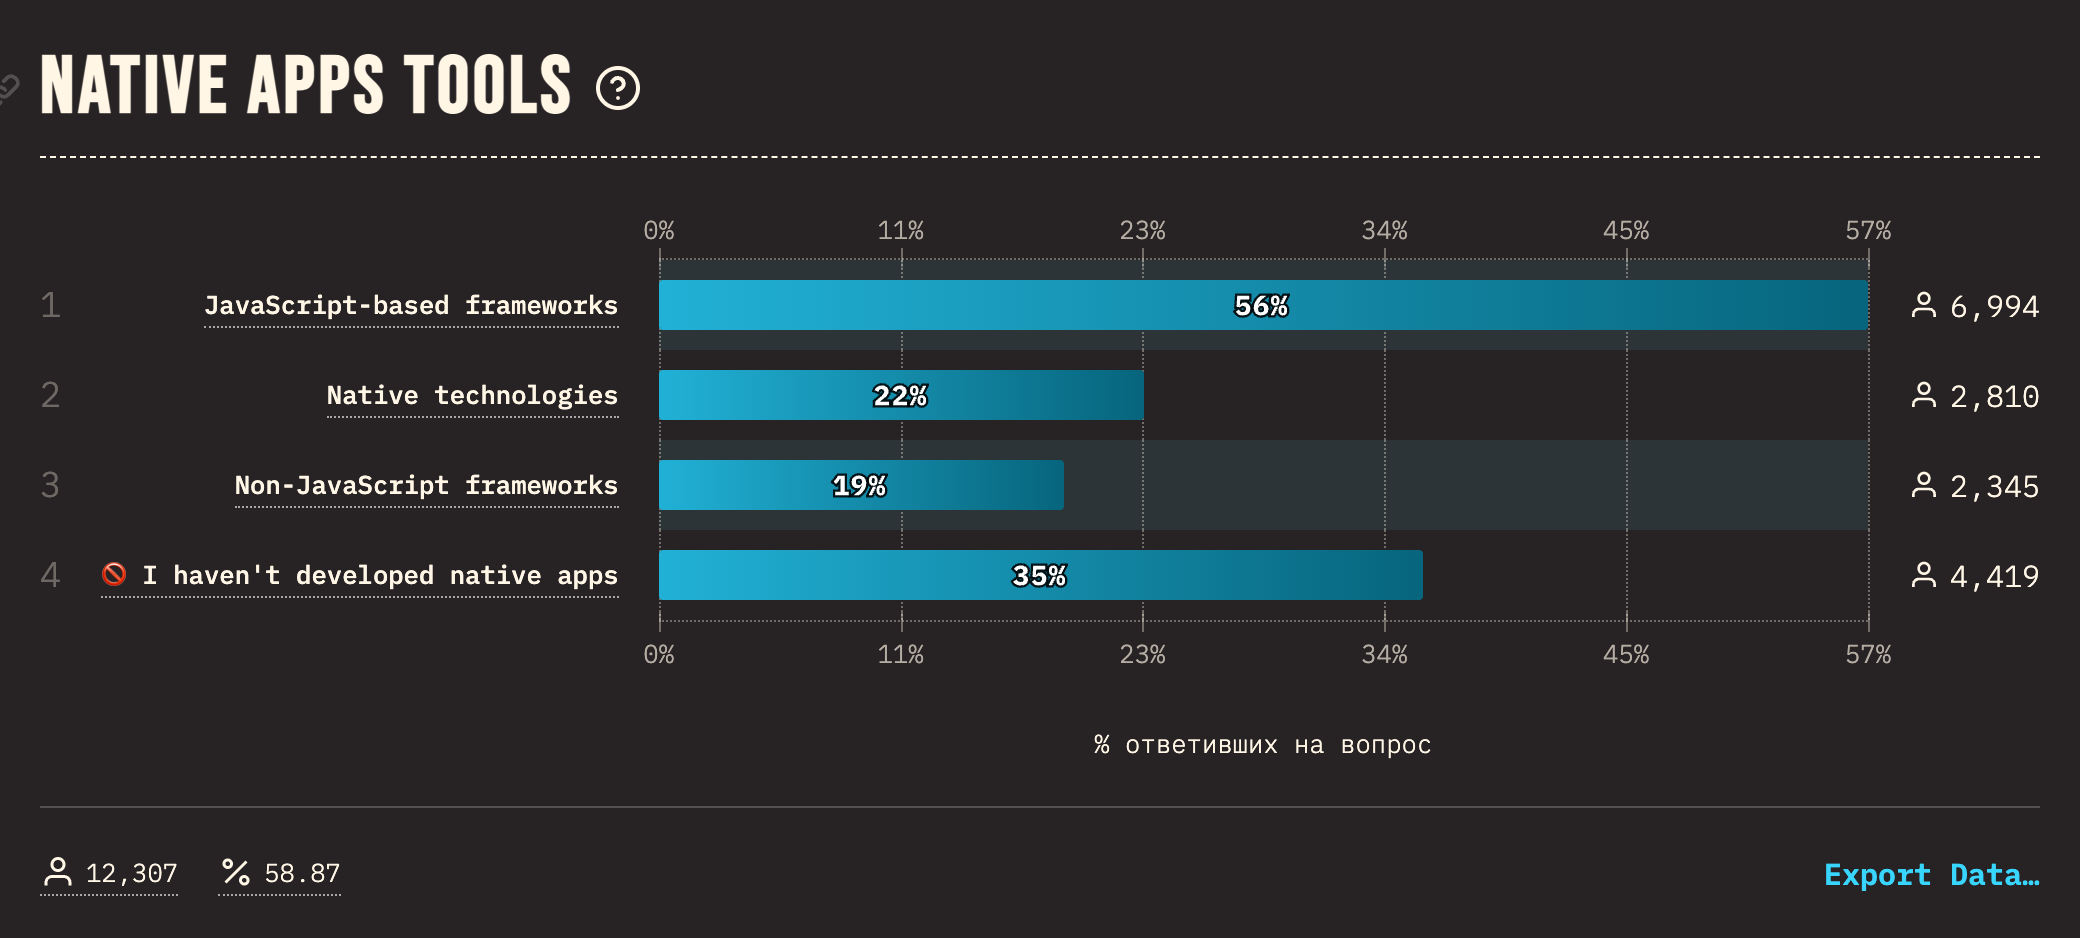 NATIVE APPS TOOLS ?
0% 11% 23% 34% 45% 57%
1 JavaScript-based frameworks 56% 6,994
2 Native technologies 22% 2,810
3 Non-JavaScript frameworks 19% 2,345
4 🚫 I haven't developed native apps 35% 4,419
0% 11% 23% 34% 45% 57%
% ответивших на вопрос
12,307 % 58.87 Export Data…